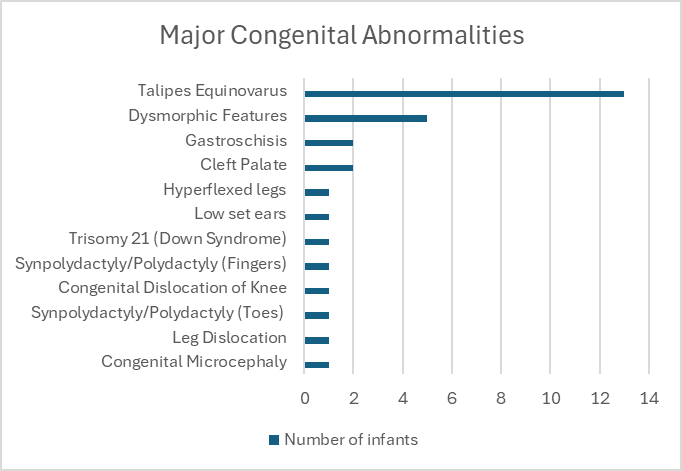 Major Congenital Abnormalities
Talipes Equinovarus
Dysmorphic Features
Gastroschisis
Cleft Palate
Hyperflexed legs
Low set ears
Trisomy 21 (Down Syndrome)
Synpolydactyly/Polydactyly (Fingers)
Congenital Dislocation of Knee
Synpolydactyly/Polydactyly (Toes)
Leg Dislocation
Congenital Microcephaly
0 2 4 6 8 10 12 14
Number of infants